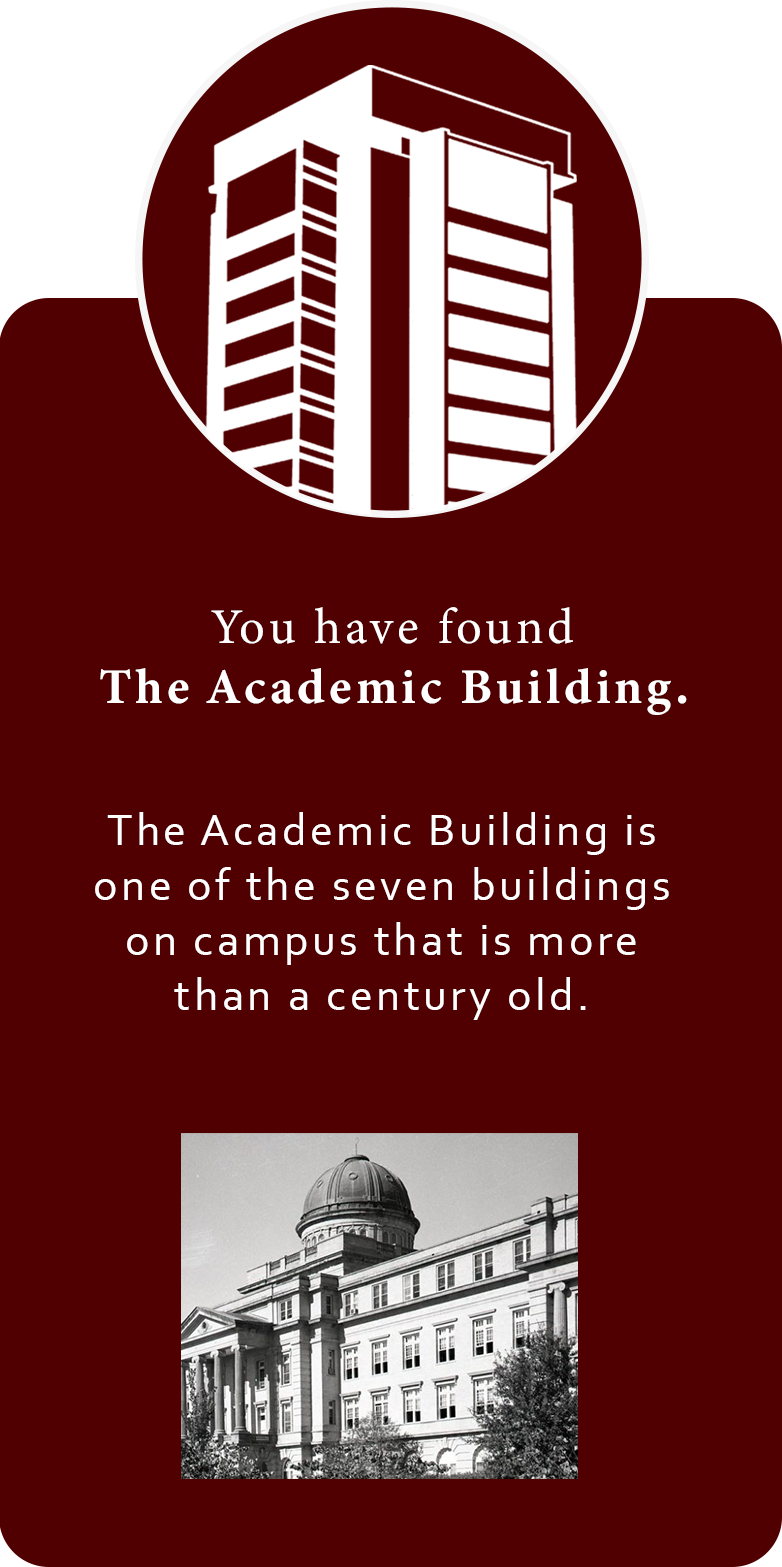 You have found
The Academic Building.
The Academic Building is
one of the seven buildings
on campus that is more
than a century old.